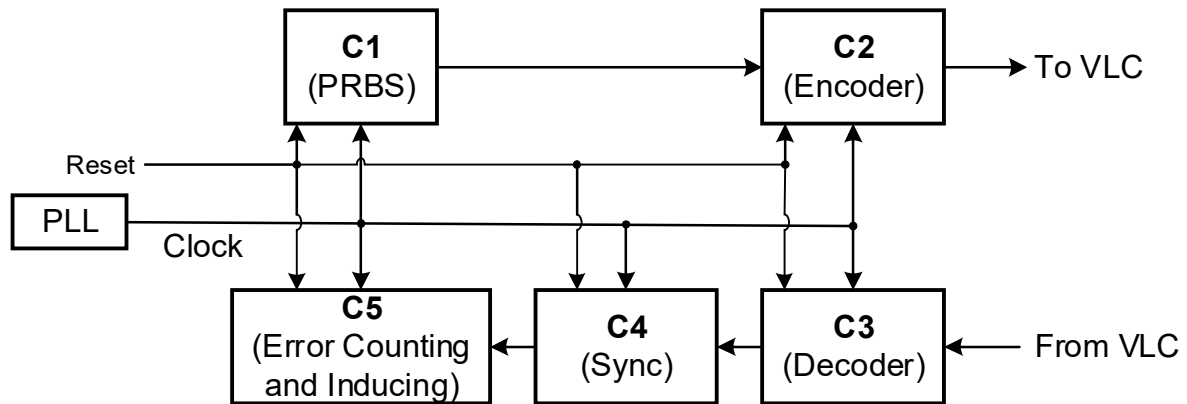 C1
(PRBS)
C2
(Encoder)
To VLC
Reset
PLL
Clock
C5
(Error Counting
and Inducing)
C4
(Sync)
C3
(Decoder)
From VLC